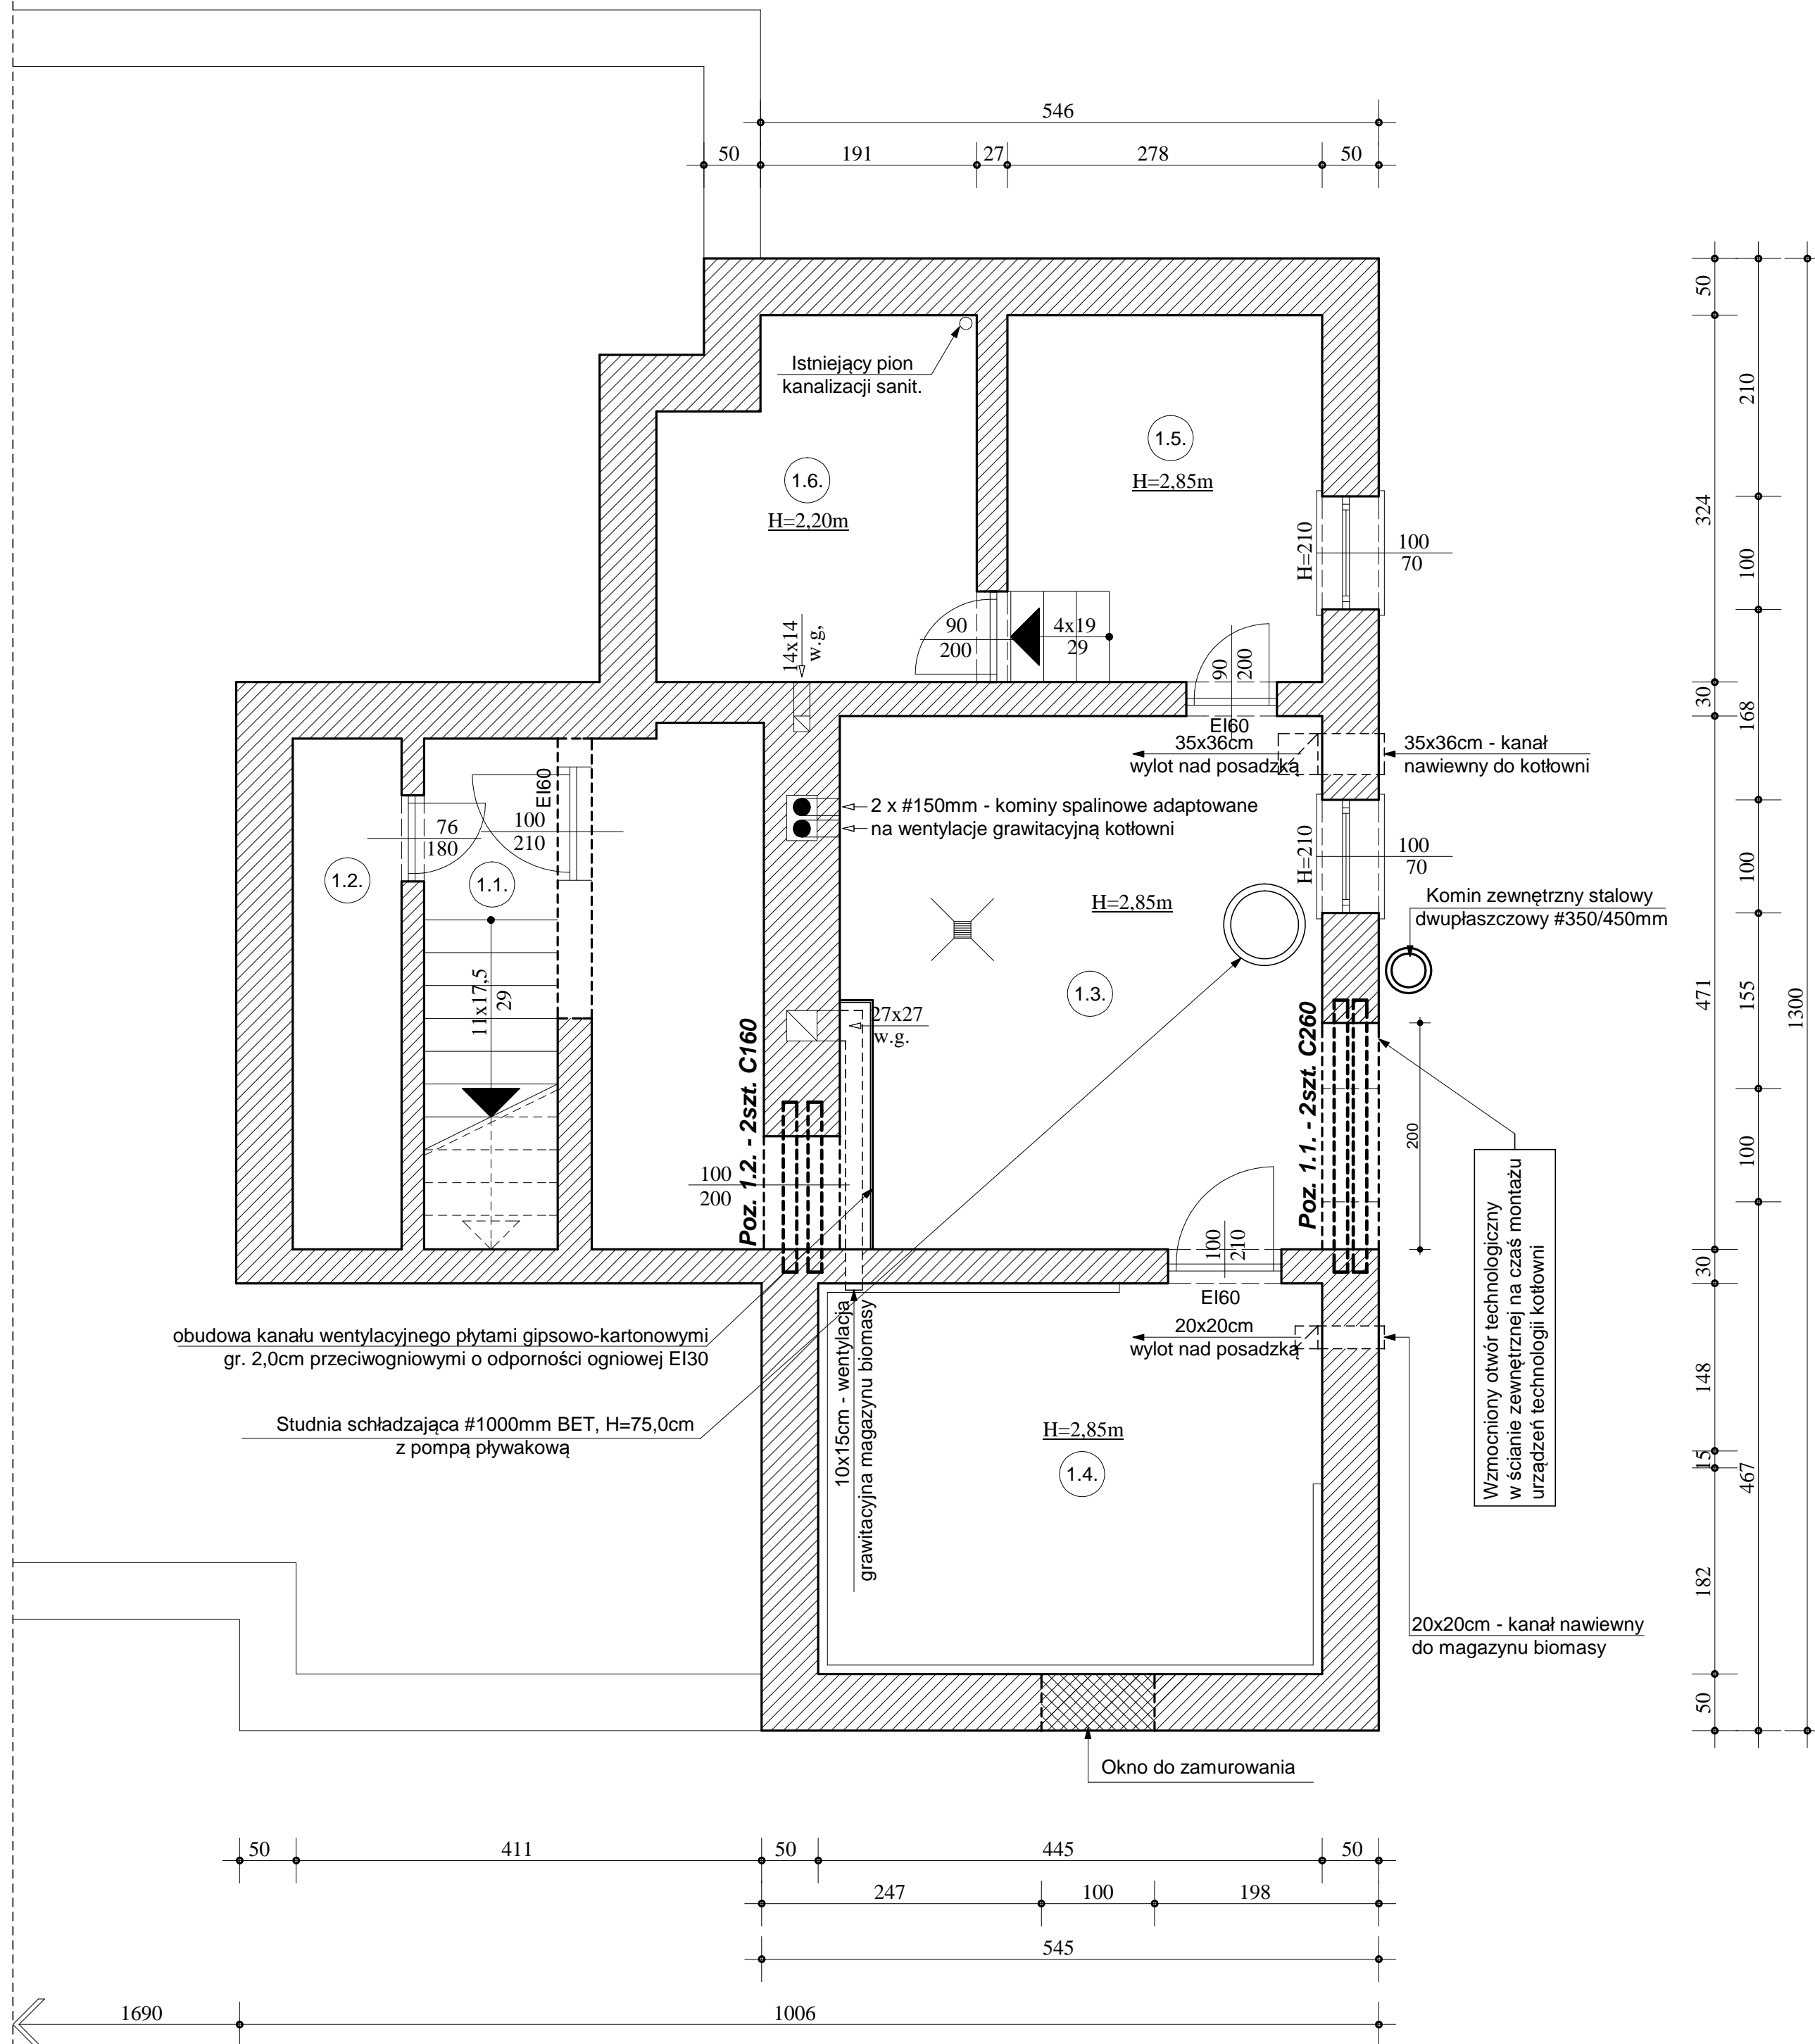 546
50
191
27
278
50
Istniejący pion
kanalizacji sanit.
1.6.
H=2,20m
1.5.
H=2,85m
H=210
100
70
14x14
w.g,
90
200
4x19
29
90
200
EI60
35x36cm
wylot nad posadzką
35x36cm - kanał
nawiewny do kotłowni
EI60
76
180
100
210
1.2.
1.1.
11x17,5
29
2 x #150mm - kominy spalinowe adaptowane
na wentylacje grawitacyjną kotłowni
H=2,85m
H=210
100
70
Komin zewnętrzny stalowy
dwupłaszczowy #350/450mm
1.3.
27x27
w.g.
Poz. 1.2. - 2szt. C160
100
200
Poz. 1.1. - 2szt. C260
200
100
210
EI60
Wzmocniony otwór technologiczny
w ścianie zewnętrznej na czaś montażu
urządzeń technologii kotłowni
obudowa kanału wentylacyjnego płytami gipsowo-kartonowymi
gr. 2,0cm przeciwogniowymi o odporności ogniowej EI30
Studnia schładzająca #1000mm BET, H=75,0cm
z pompą pływakową
10x15cm - wentylacja
grawitacyjna magazynu biomasy
20x20cm
wylot nad posadzką
H=2,85m
1.4.
20x20cm - kanał nawiewny
do magazynu biomasy
Okno do zamurowania
50
324
30
471
30
148
15
182
50
210
100
168
100
155
100
467
1300
50
411
50
445
50
247
100
198
545
1690
1006